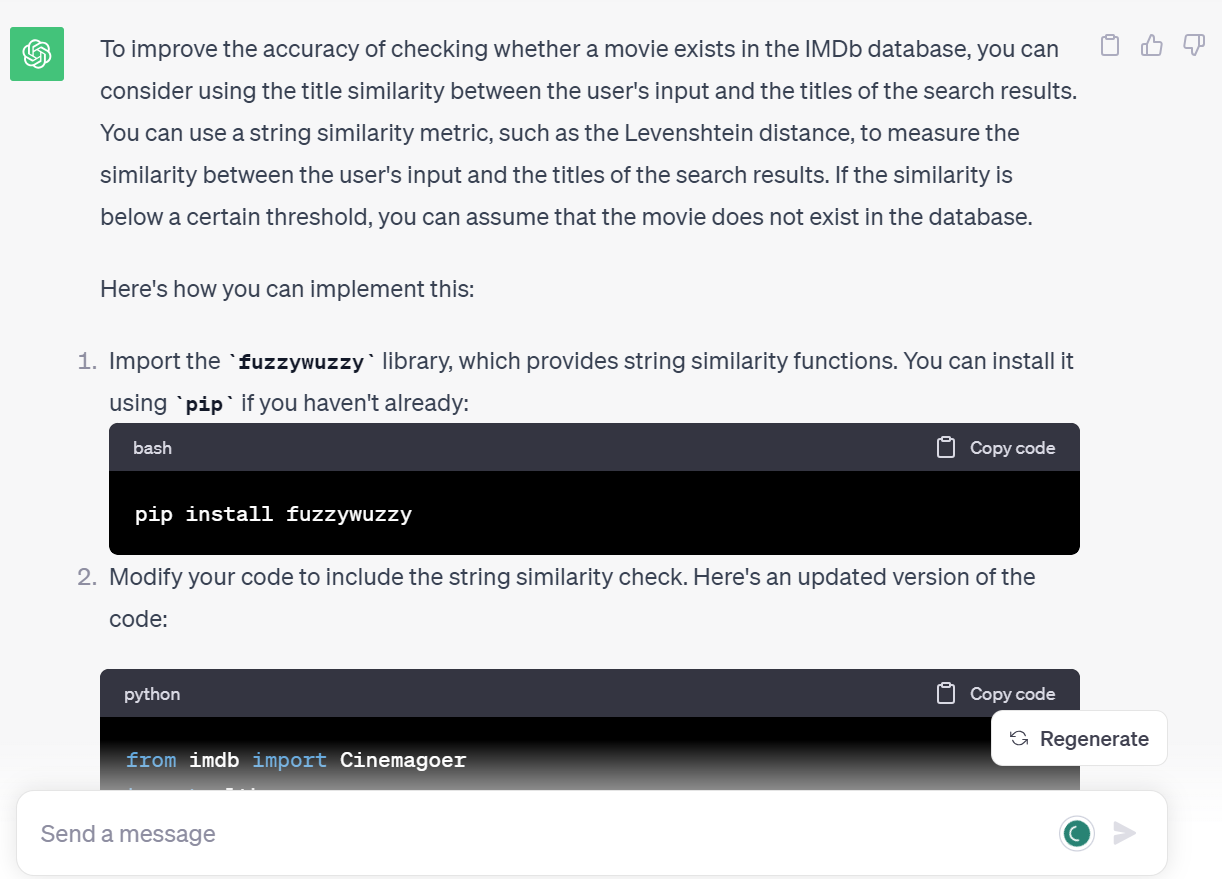 To improve the accuracy of checking whether a movie exists in the IMDb database, you can
consider using the title similarity between the user's input and the titles of the search results.
You can use a string similarity metric, such as the Levenshtein distance, to measure the
similarity between the user's input and the titles of the search results. If the similarity is
below a certain threshold, you can assume that the movie does not exist in the database.
Here's how you can implement this:
1. Import the `fuzzywuzzy` library, which provides string similarity functions. You can install it
using `pip` if you haven't already:
bash Copy code
pip install fuzzywuzzy
2. Modify your code to include the string similarity check. Here's an updated version of the
code:
python Copy code
Regenerate
from imdb import Cinemagoer
Send a message